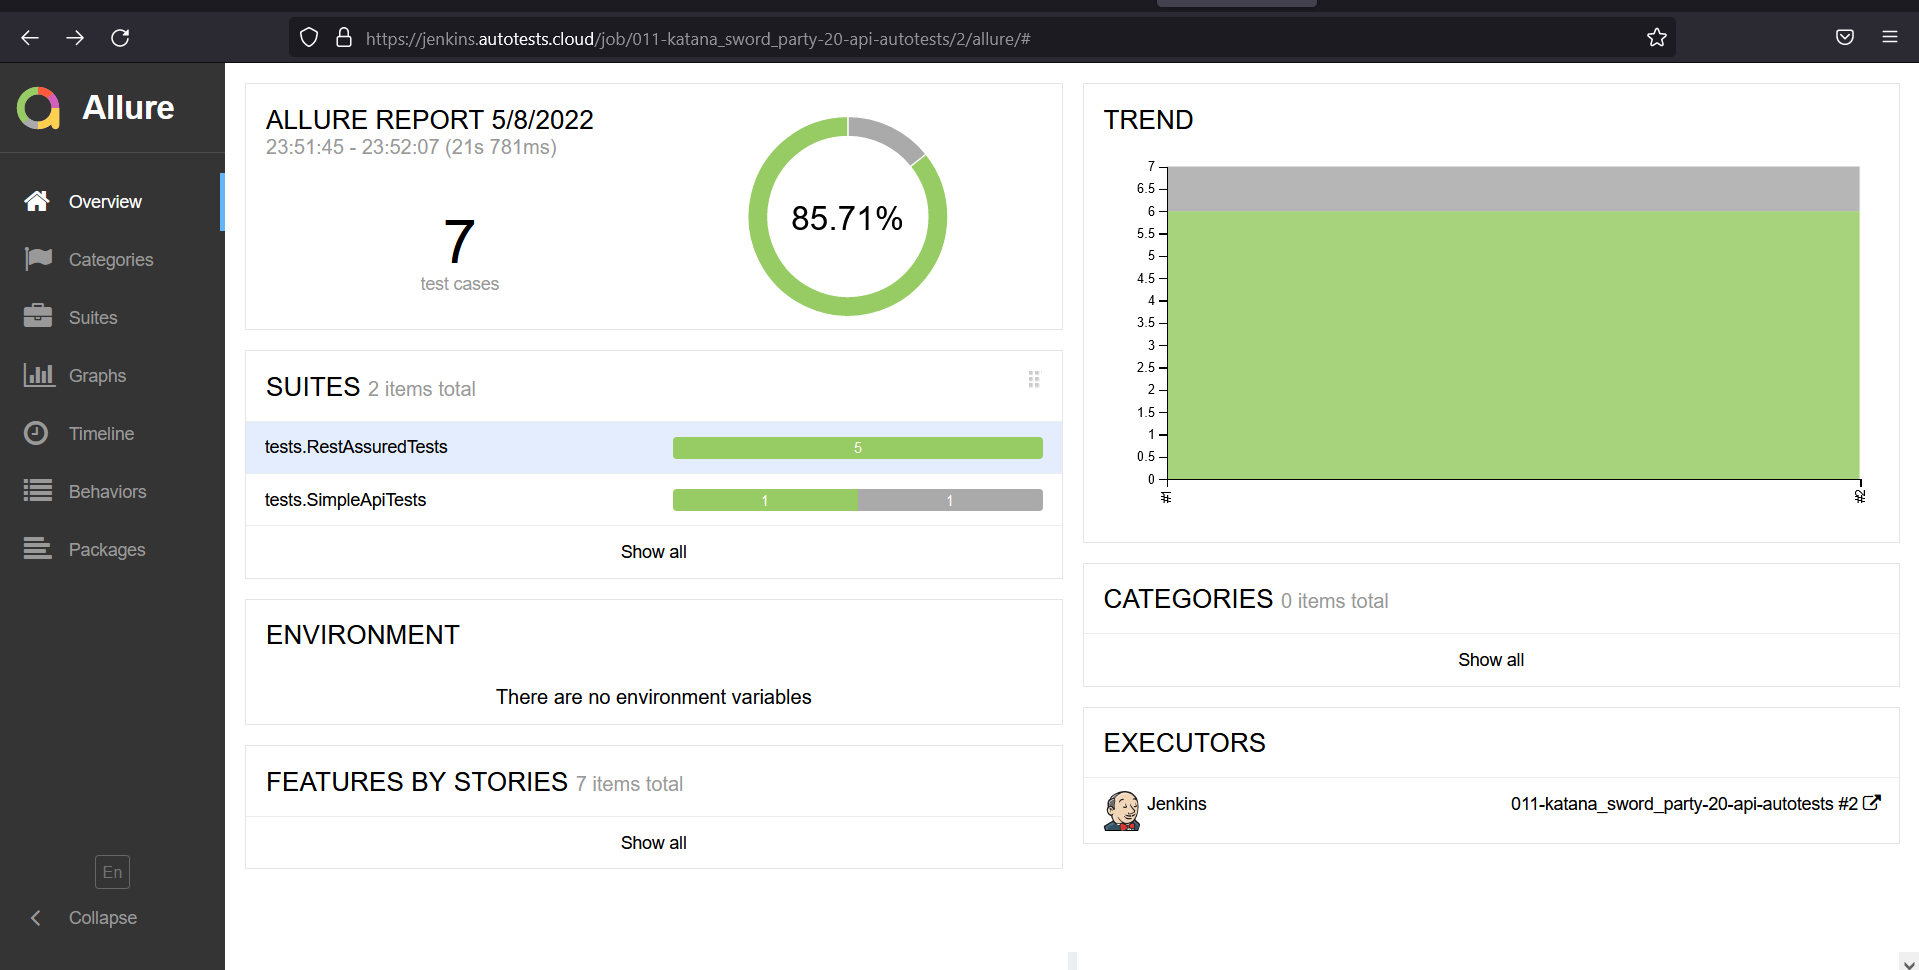 https://jenkins.autotests.cloud/job/011-katana_sword_party-20-api-autotests/2/allure/#
Allure
Overview
Categories
Suites
Graphs
Timeline
Behaviors
Packages
En
Collapse
ALLURE REPORT 5/8/2022
23:51:45 - 23:52:07 (21s 781ms)
7
test cases
85.71%
SUITES 2 items total
tests.RestAssuredTests 5
tests.SimpleApiTests 1 1
Show all
ENVIRONMENT
There are no environment variables
FEATURES BY STORIES 7 items total
Show all
TREND
7
6.5
6
5.5
5
4.5
4
3.5
3
2.5
2
1.5
1
0.5
0
#1 #2
CATEGORIES 0 items total
Show all
EXECUTORS
Jenkins 011-katana_sword_party-20-api-autotests #2